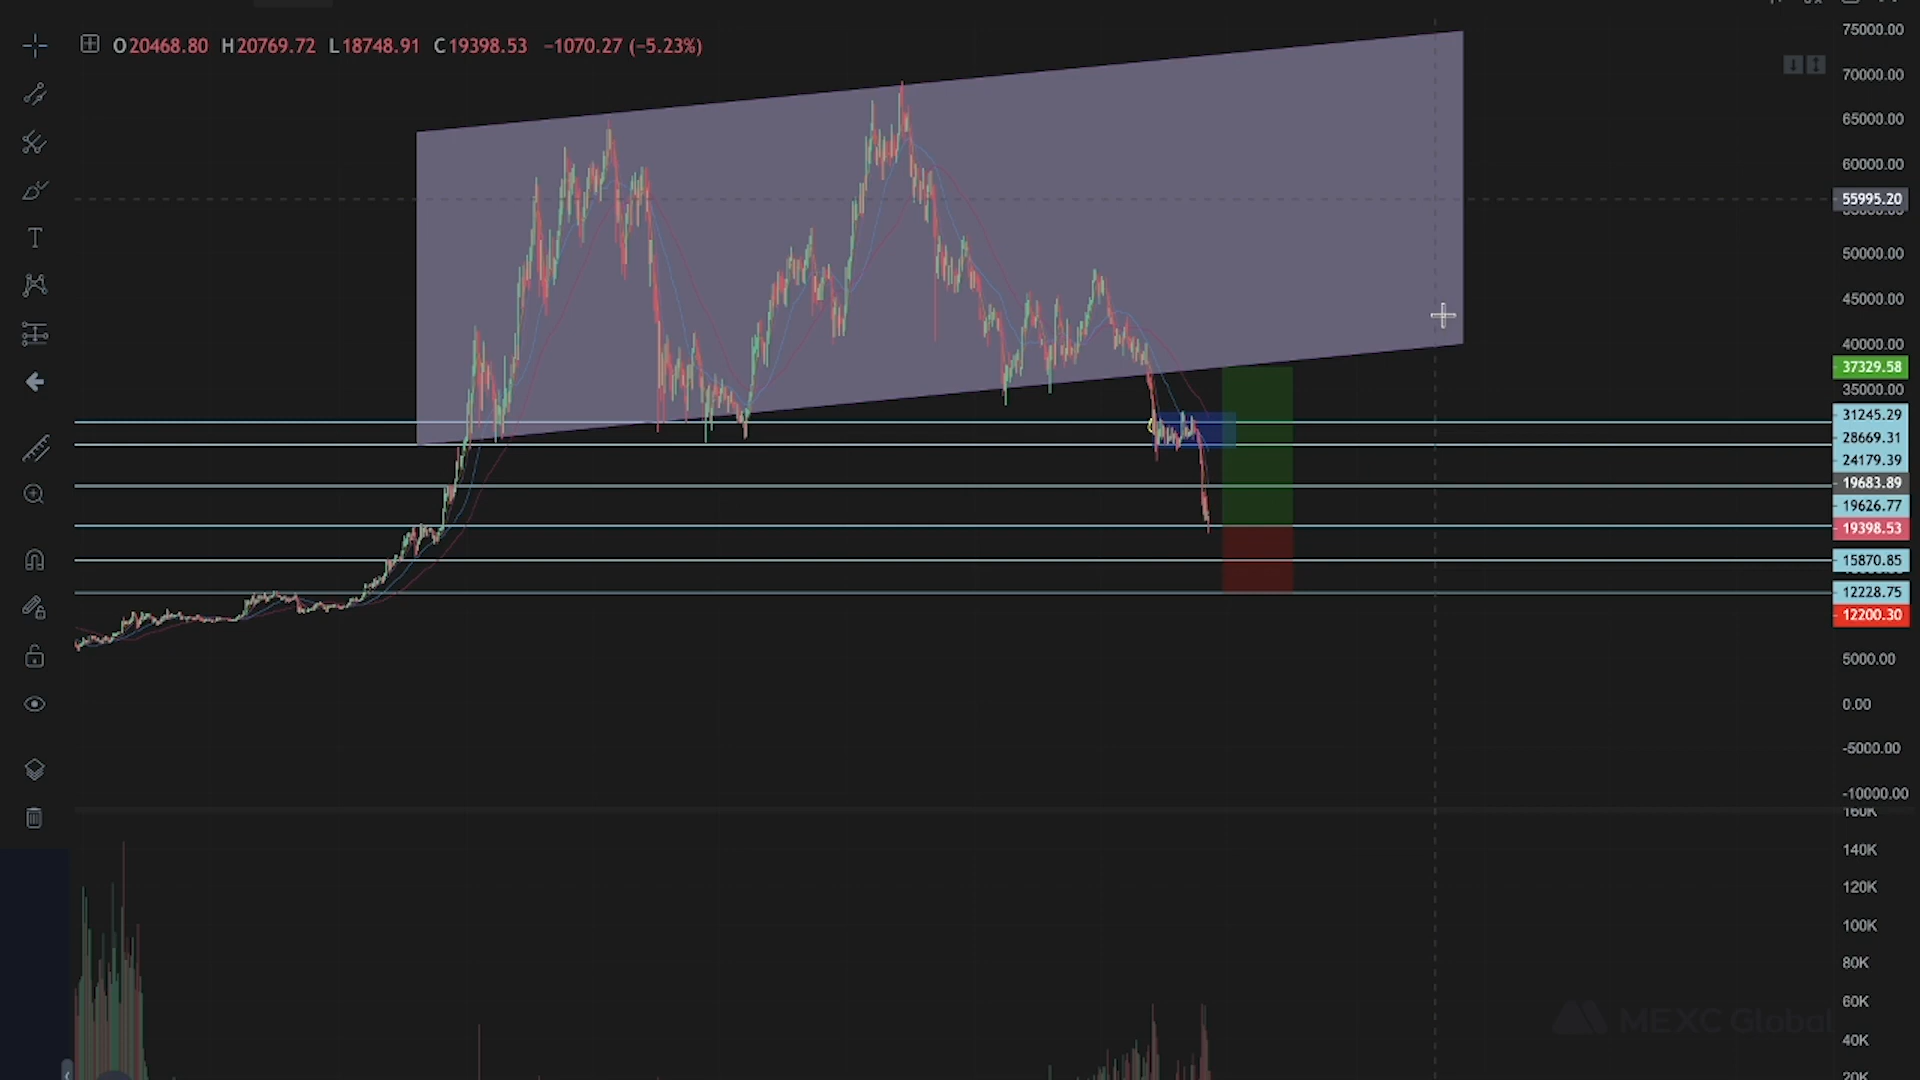 O20468.80 H20769.72 L18748.91 C19398.53 −1070.27 (−5.23%)
75000.00
70000.00
65000.00
60000.00
55995.20
50000.00
45000.00
40000.00
37329.58
35000.00
31245.29
28669.31
24179.39
19683.89
19626.77
19398.53
15870.85
12228.75
12200.30
5000.00
0.00
-5000.00
-10000.00
160K
140K
120K
100K
80K
60K
MEXC Global
40K
20K